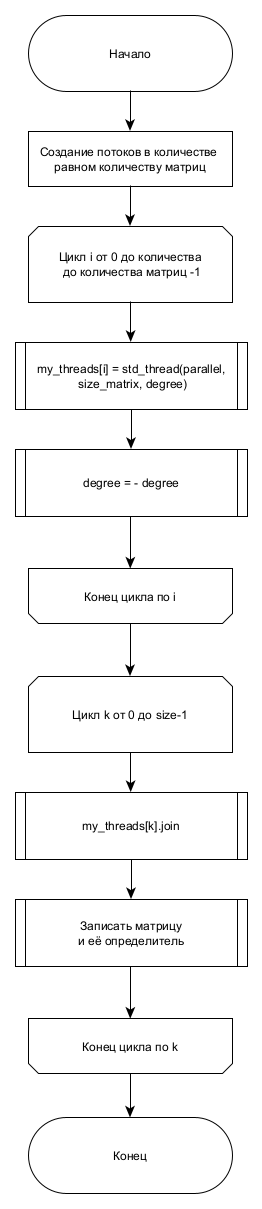 Начало
Создание потоков в количестве
равном количеству матриц
Цикл i от 0 до количества
до количества матриц -1
my_threads[i] = std_thread(parallel,
size_matrix, degree)
degree = - degree
Конец цикла по i
Цикл k от 0 до size-1
my_threads[k].join
Записать матрицу
и её определитель
Конец цикла по k
Конец